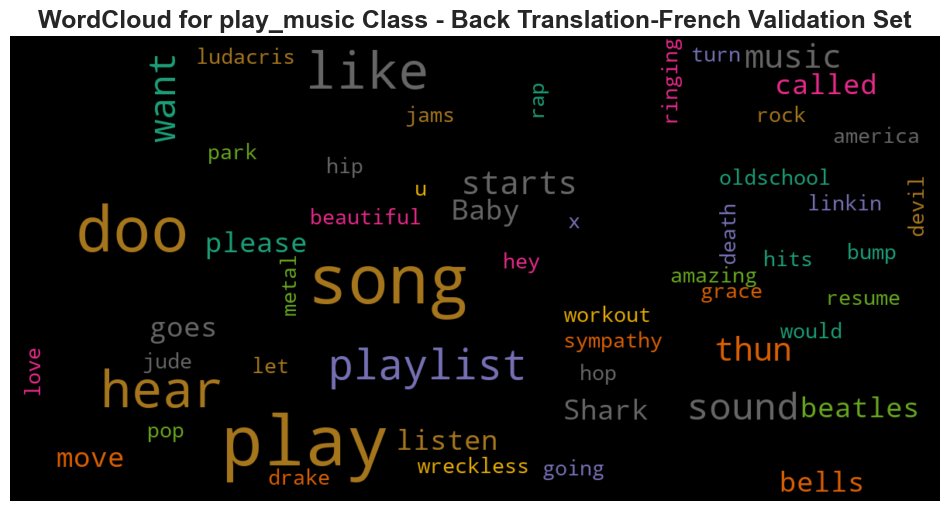 WordCloud for play_music Class - Back Translation-French Validation Set
ludacris
like
want
jams
rap
ringing
turn
music
called
rock
america
park
hip
u
starts
Baby
beautiful
x
oldschool
linkin
devil
death
doo
please
metal
song
hey
hits
bump
amazing
grace
resume
goes
workout
sympathy
would
thun
love
jude
let
playlist
hop
hear
Shark
sound
beatles
pop
play
listen
move
drake
wreckless
going
bells